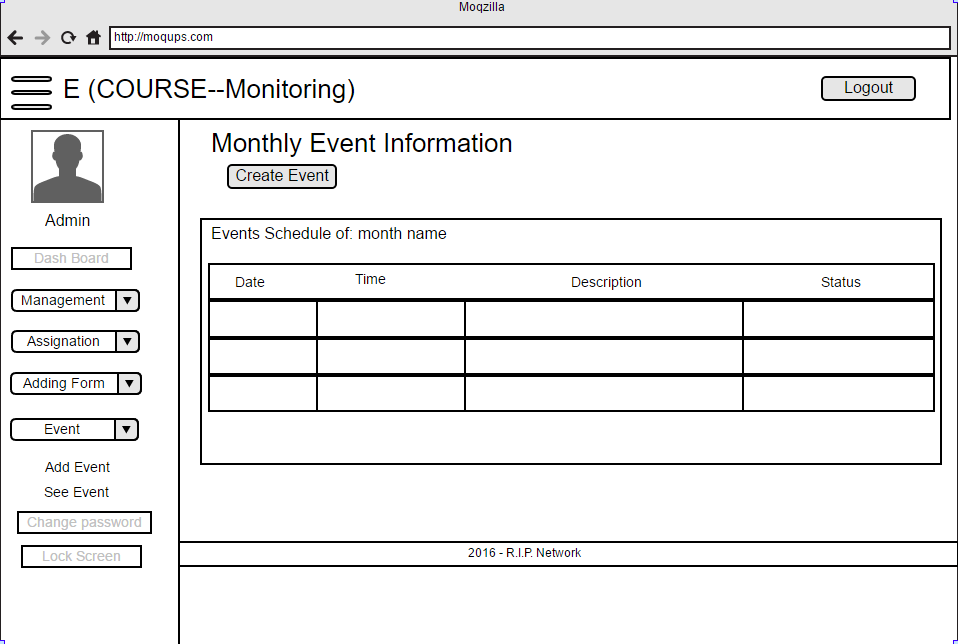 Moqzilla
http://moqups.com
E (COURSE--Monitoring)
Logout
Admin
Dash Board
Management
Assignation
Adding Form
Event
Add Event
See Event
Change password
Lock Screen
Monthly Event Information
Create Event
Events Schedule of: month name
Date Time Description Status
2016 - R.I.P. Network